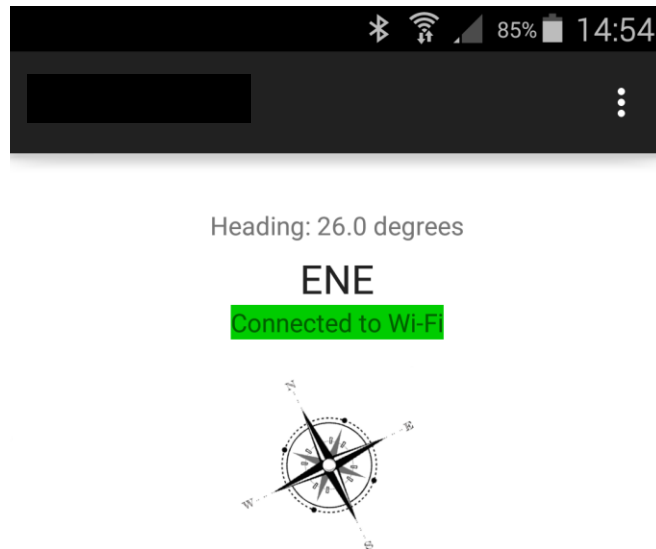 85% 14:54
Heading: 26.0 degrees
ENE
Connected to Wi-Fi
N
E
W
S